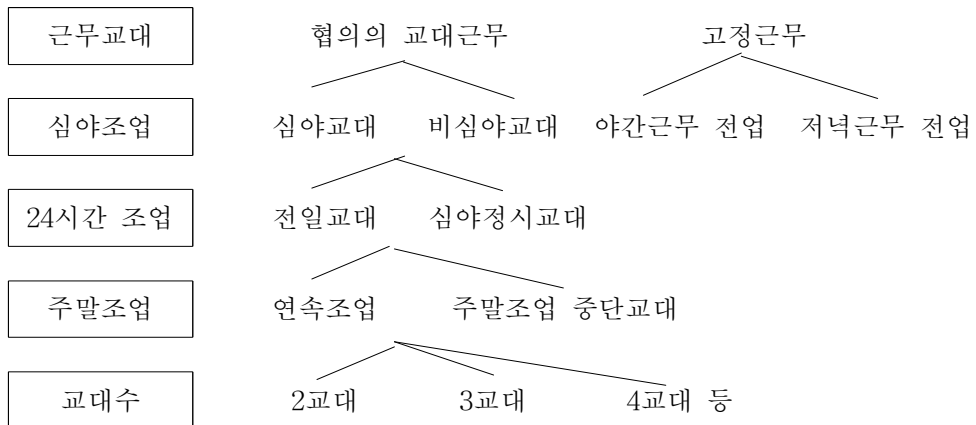 근무교대 협의의 교대근무 고정근무
심야조업 심야교대 비심야교대 야간근무 전업 저녁근무 전업
24시간 조업 전일교대 심야정시교대
주말조업 연속조업 주말조업 중단교대
교대수 2교대 3교대 4교대 등